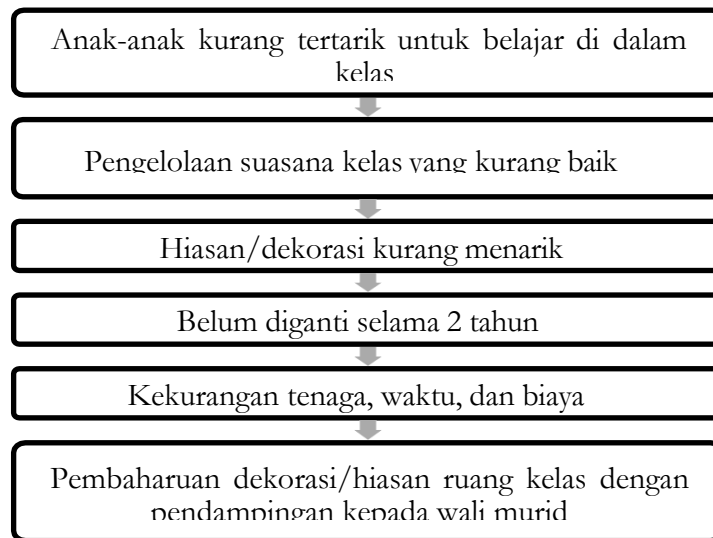 Anak-anak kurang tertarik untuk belajar di dalam
kelas
Pengelolaan suasana kelas yang kurang baik
Hiasan/dekorasi kurang menarik
Belum diganti selama 2 tahun
Kekurangan tenaga, waktu, dan biaya
Pembaharuan dekorasi/hiasan ruang kelas dengan
pendampingan kepada wali murid